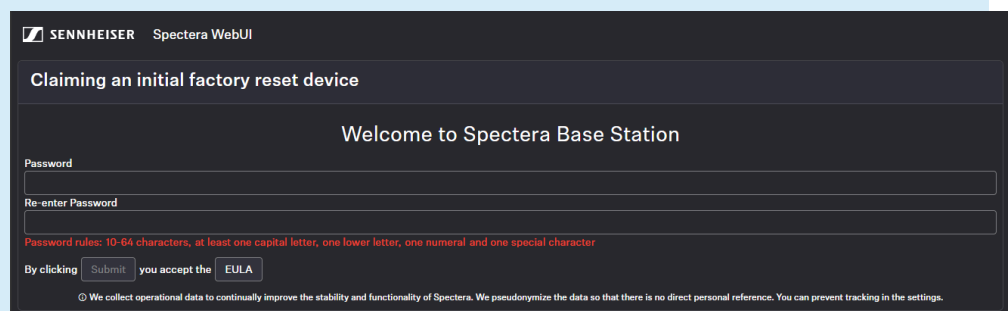 SENNHEISER Spectera WebUI
Claiming an initial factory reset device
Welcome to Spectera Base Station
Password
Re-enter Password
Password rules: 10-64 characters, at least one capital letter, one lower letter, one numeral and one special character
By clicking Submit you accept the EULA
ⓘ We collect operational data to continually improve the stability and functionality of Spectera. We pseudonymize the data so that there is no direct personal reference. You can prevent tracking in the settings.